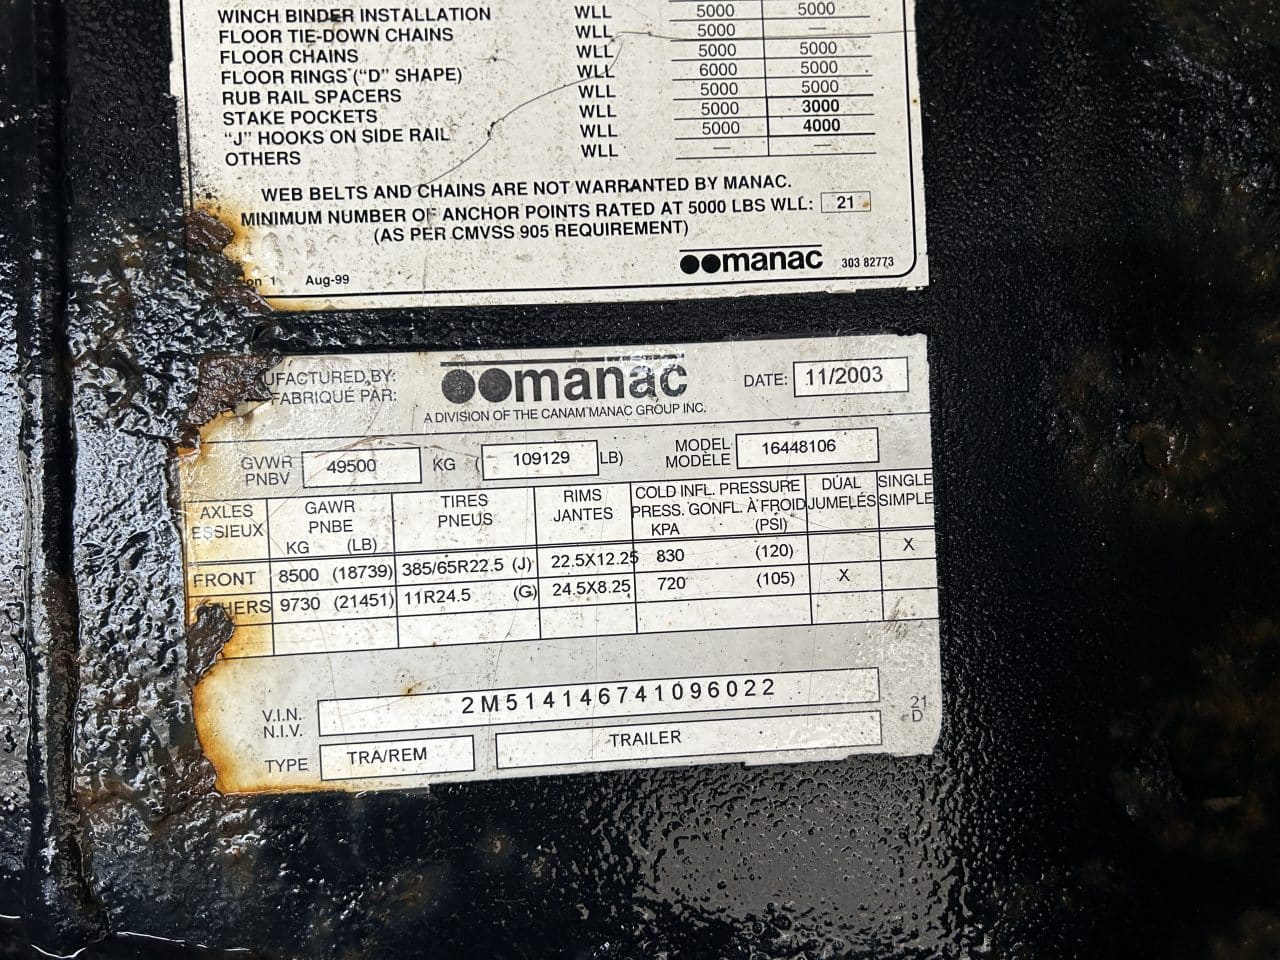 WINCH BINDER INSTALLATION WLL 5000 5000
FLOOR TIE-DOWN CHAINS WLL 5000 —
FLOOR CHAINS WLL 5000 5000
FLOOR RINGS ("D" SHAPE) WLL 6000 5000
RUB RAIL SPACERS WLL 5000 5000
STAKE POCKETS WLL 5000 3000
"J" HOOKS ON SIDE RAIL WLL 5000 4000
OTHERS WLL — —
WEB BELTS AND CHAINS ARE NOT WARRANTED BY MANAC.
MINIMUM NUMBER OF ANCHOR POINTS RATED AT 5000 LBS WLL: 21
(AS PER CMVSS 905 REQUIREMENT)
manac 303 82773
on 1 Aug-99
UFACTURED BY: manac DATE: 11/2003
FABRIQUÉ PAR:
A DIVISION OF THE CANAM MANAC GROUP INC.
GVWR 49500 KG ( 109129 LB) MODEL 16448106
PNBV MODÈLE
AXLES GAWR TIRES RIMS COLD INFL. PRESSURE DUAL SINGLE
ESSIEUX PNBE PNEUS JANTES PRESS. GONFL. À FROID JUMELÉS SIMPLE
KG (LB) KPA (PSI)
FRONT 8500 (18739) 385/65R22.5 (J) 22.5X12.25 830 (120) X
OTHERS 9730 (21451) 11R24.5 (G) 24.5X8.25 720 (105) X
V.I.N. 2M514146741096022
N.I.V.
TYPE TRA/REM TRAILER
21
D